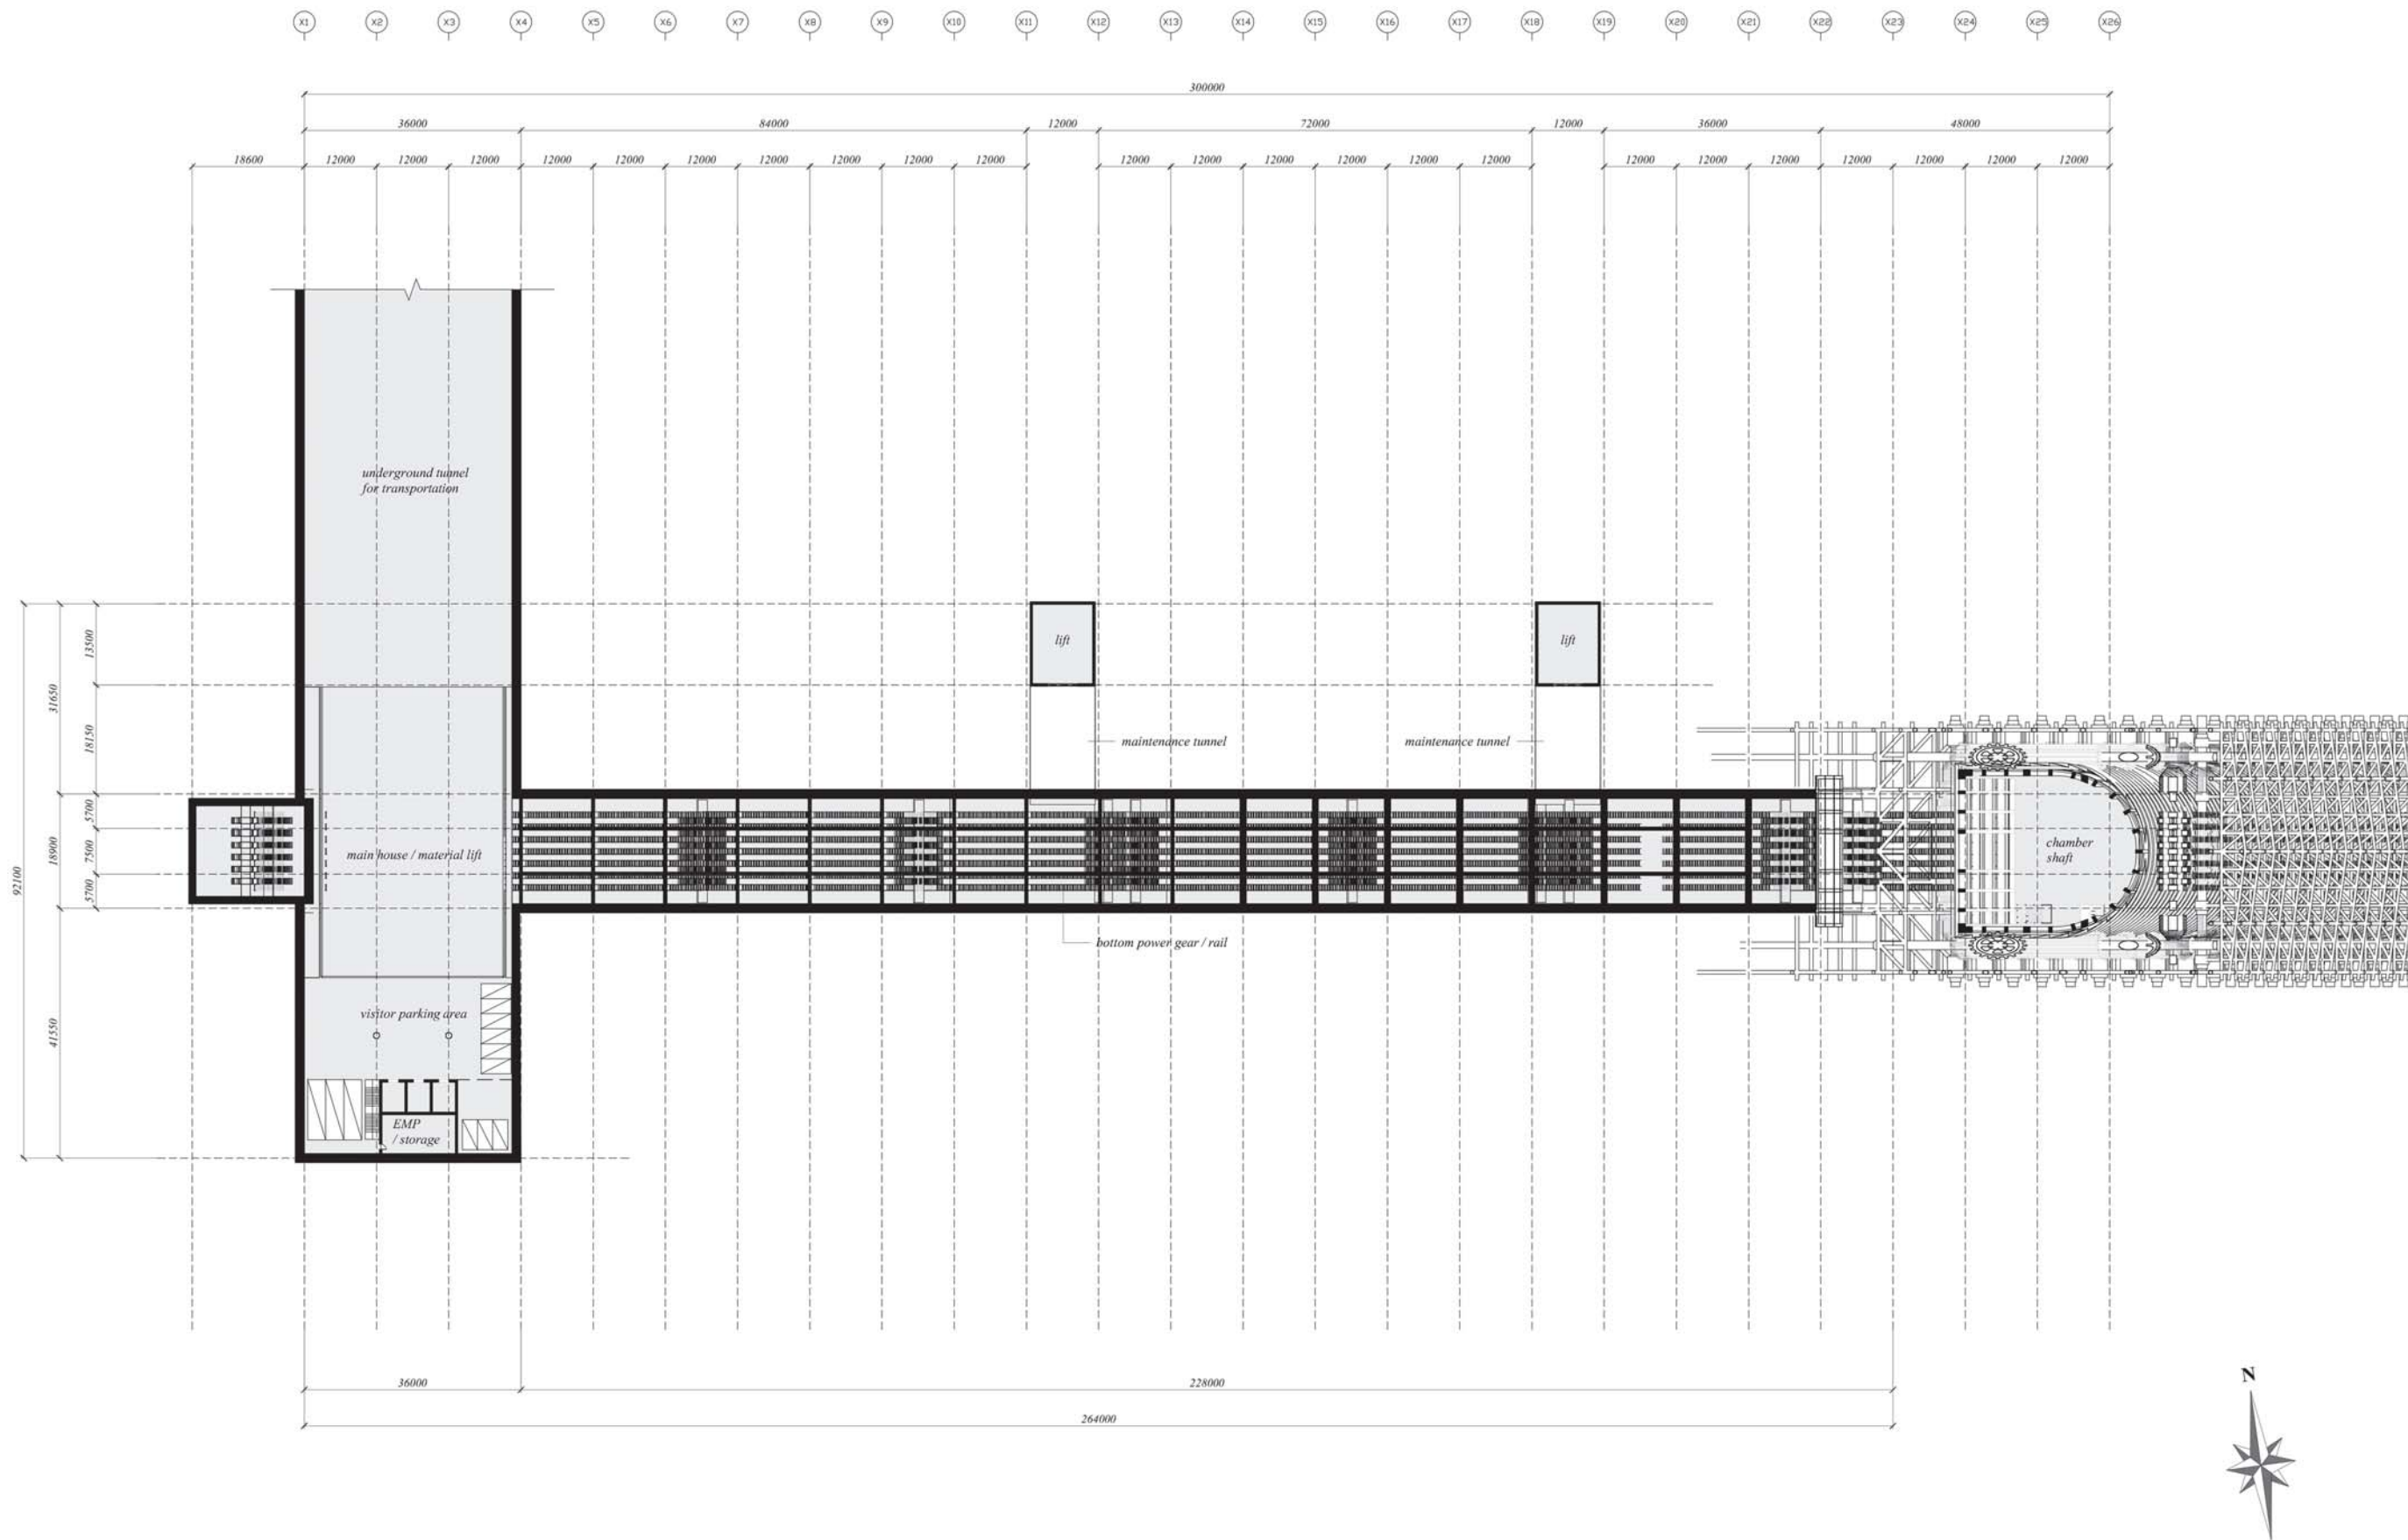 X1 X2 X3 X4 X5 X6 X7 X8 X9 X10 X11 X12 X13 X14 X15 X16 X17 X18 X19 X20 X21 X22 X23 X24 X25 X26
300000
36000 84000 12000 72000 12000 36000 48000
18600 12000 12000 12000 12000 12000 12000 12000 12000 12000 12000 12000 12000 12000 12000 12000 12000 12000 12000 12000 12000 12000 12000 12000
underground tunnel
for transportation
13500
31650
18150
lift
lift
maintenance tunnel
maintenance tunnel
5700
7500
5700
18900
92100
main house / material lift
chamber
shaft
bottom power gear / rail
41550
visitor parking area
EMP
/ storage
36000 228000
264000
N